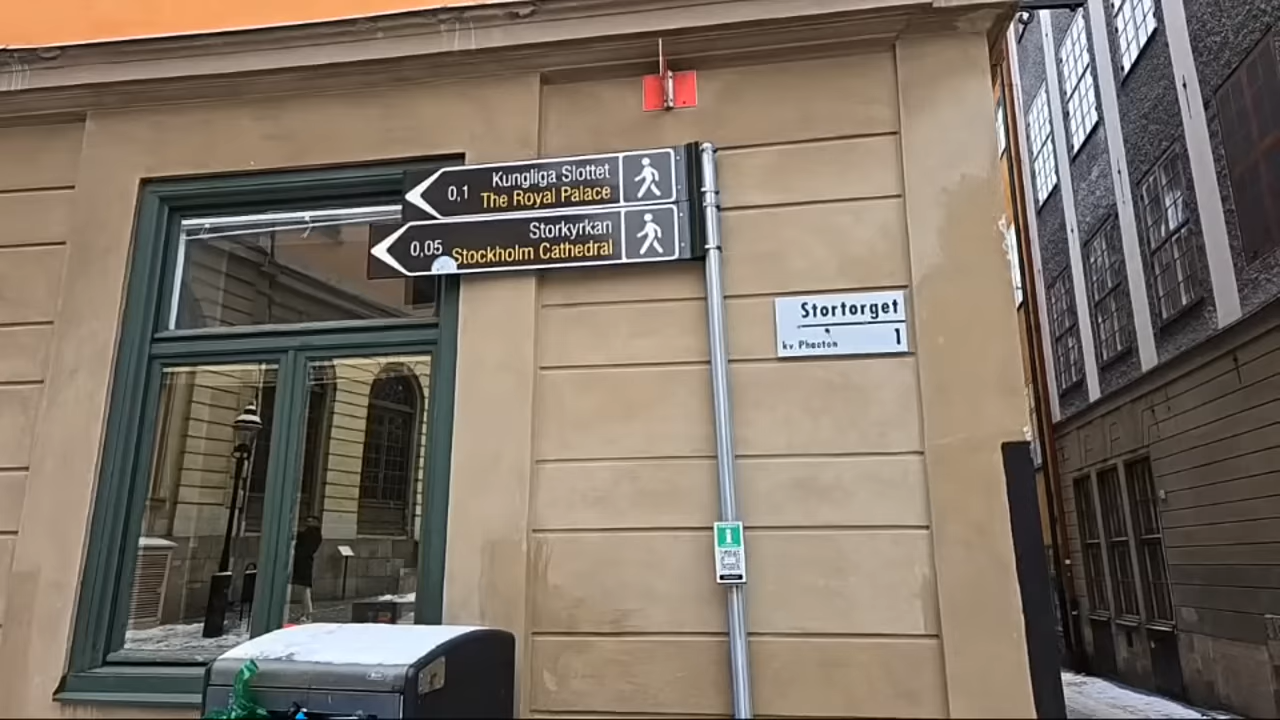 Kungliga Slottet
0,1 The Royal Palace
Storkyrkan
0,05 Stockholm Cathedral
Stortorget
kv. Phaeton 1